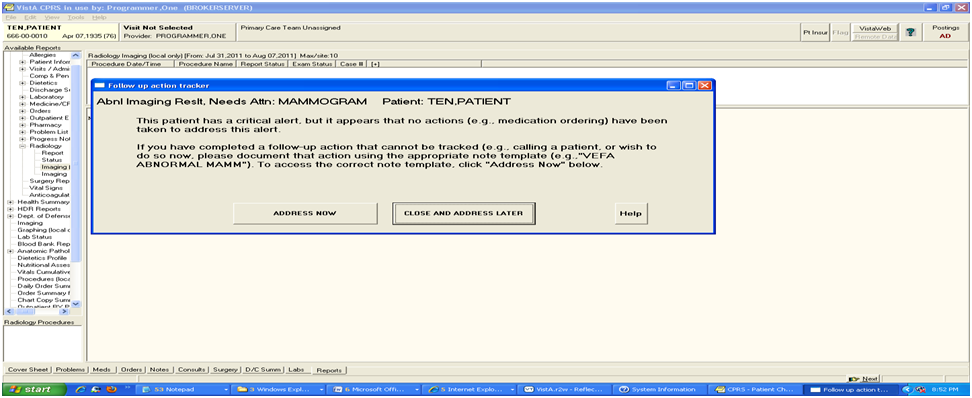 VistA CPRS in use by: Programmer,One (BROKERSERVER)
File Edit View Tools Help
TEN,PATIENT
666-00-0010 Apr 07,1935 (76)
Visit Not Selected
Provider: PROGRAMMER,ONE
Primary Care Team Unassigned
Pt Insur
Flag
VistaWeb
Remote Data
Postings
AD
Available Reports
Allergies
Patient Infor
Visits / Admi
Comp & Pen
Dietetics
Discharge S
Laboratory
Medicine/CF
Orders
Outpatient E
Pharmacy
Problem List
Progress Not
Radiology
Report
Status
Imaging (
Imaging
Surgery Rep
Vital Signs
Anticoagulat
Health Summary
HDR Reports
Dept. of Defense
Imaging
Graphing (local c
Lab Status
Blood Bank Rep
Anatomic Pathol
Dietetics Profile
Nutritional Asses
Vitals Cumulative
Procedures (loca
Daily Order Summ
Order Summary f
Chart Copy Summ
Outpatient RX P
Radiology Procedures
Radiology Imaging (local only) [From: Jul 31,2011 to Aug 07,2011] Max/site:10
Procedure Date/Time Procedure Name Report Status Exam Status Case # [+]
Follow up action tracker
Abnl Imaging Reslt, Needs Attn: MAMMOGRAM Patient: TEN,PATIENT
This patient has a critical alert, but it appears that no actions (e.g., medication ordering) have been
taken to address this alert.
If you have completed a follow-up action that cannot be tracked (e.g., calling a patient, or wish to
do so now, please document that action using the appropriate note template (e.g.,"VEFA
ABNORMAL MAMM"). To access the correct note template, click "Address Now" below.
ADDRESS NOW
CLOSE AND ADDRESS LATER
Help
Cover Sheet Problems Meds Orders Notes Consults Surgery D/C Summ Labs Reports
Next
start
53 Notepad
3 Windows Expl...
6 Microsoft Offi...
5 Internet Explo...
VistA.r2w - Reflec...
System Information
CPRS - Patient Ch...
Follow up action t...
8:52 PM